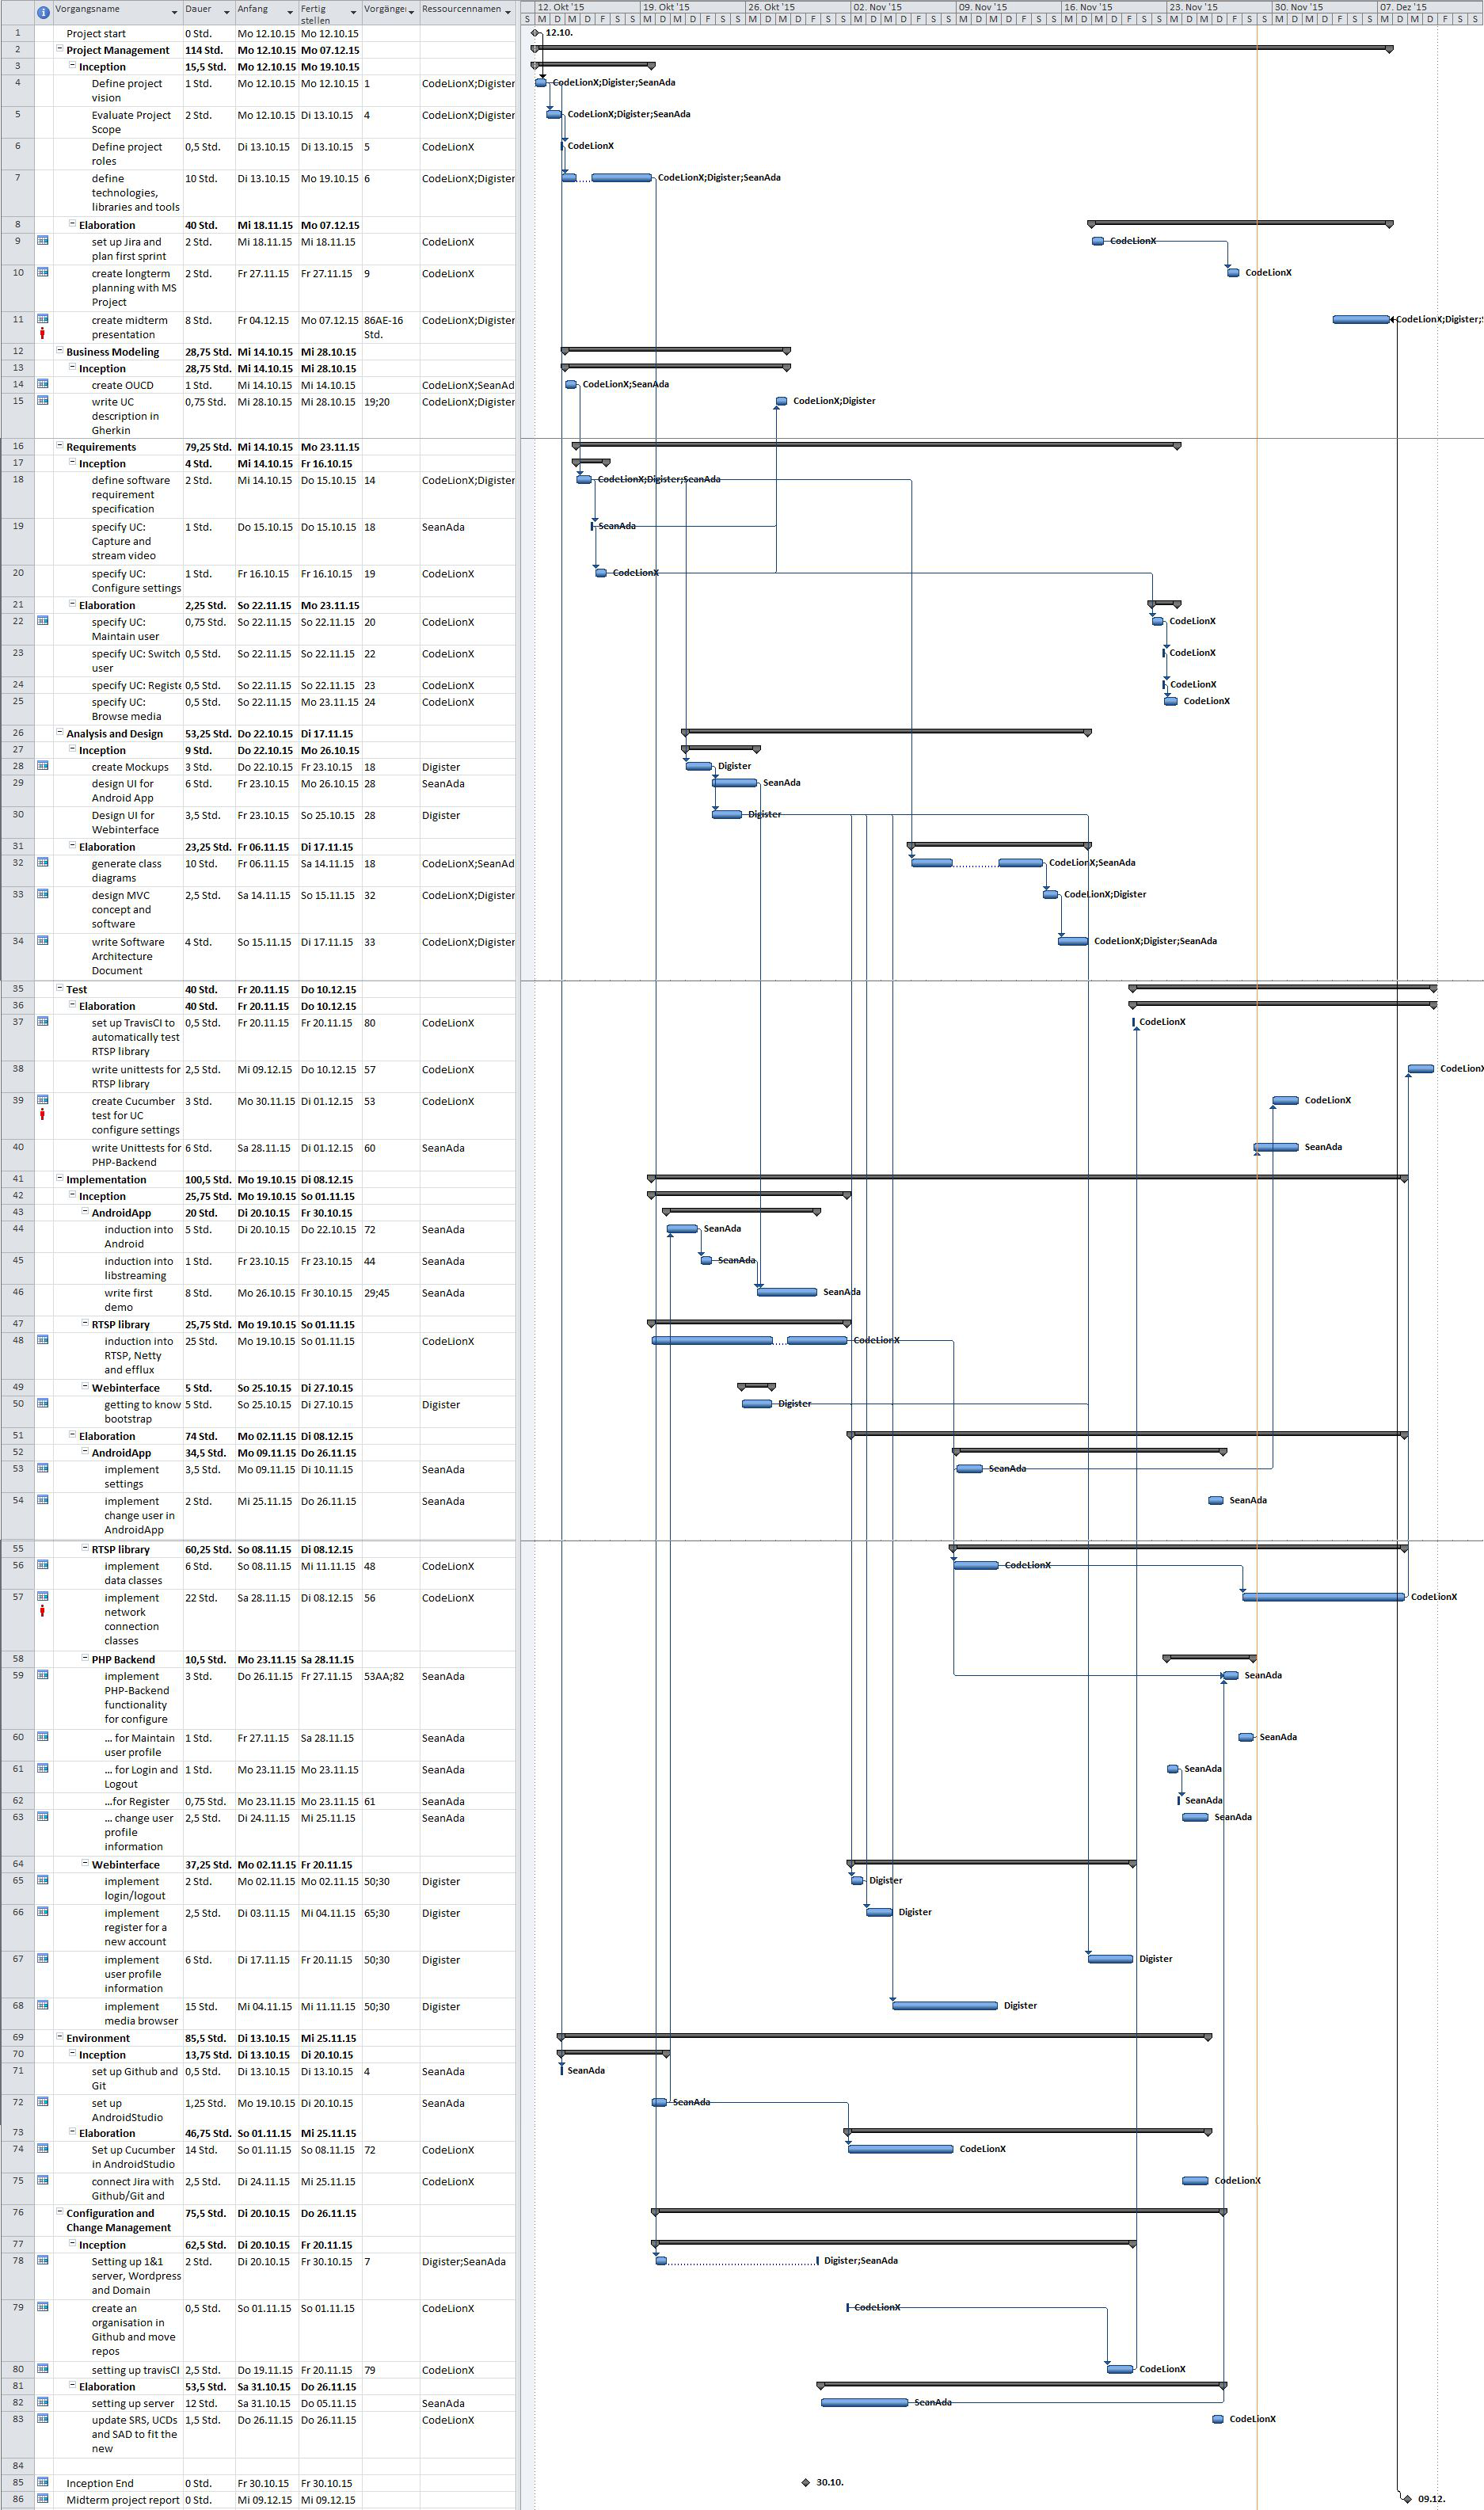 Vorgangsname Dauer Anfang Fertig stellen Vorgänger Ressourcennamen 12. Okt '15 19. Okt '15 26. Okt '15 02. Nov '15 09. Nov '15 16. Nov '15 23. Nov '15 30. Nov '15 07. Dez '15
S M D F S S M D F S S M D F S S M D F S S M D F S S M D F S S M D F S S M D F S S M D F S S
1 Project start 0 Std. Mo 12.10.15 Mo 12.10.15 12.10.
2 Project Management 114 Std. Mo 12.10.15 Mo 07.12.15
3 Inception 15,5 Std. Mo 12.10.15 Mo 19.10.15
4 Define project vision 1 Std. Mo 12.10.15 Mo 12.10.15 1 CodeLionX;Digister CodeLionX;Digister;SeanAda
5 Evaluate Project Scope 2 Std. Mo 12.10.15 Di 13.10.15 4 CodeLionX;Digister CodeLionX;Digister;SeanAda
6 Define project roles 0,5 Std. Di 13.10.15 Di 13.10.15 5 CodeLionX CodeLionX
7 define technologies, libraries and tools 10 Std. Di 13.10.15 Mo 19.10.15 6 CodeLionX;Digister CodeLionX;Digister;SeanAda
8 Elaboration 40 Std. Mi 18.11.15 Mo 07.12.15
9 set up Jira and plan first sprint 2 Std. Mi 18.11.15 Mi 18.11.15 CodeLionX CodeLionX
10 create longterm planning with MS Project 2 Std. Fr 27.11.15 Fr 27.11.15 9 CodeLionX CodeLionX
11 create midterm presentation 8 Std. Fr 04.12.15 Mo 07.12.15 86AE-16 Std. CodeLionX;Digister CodeLionX;Digister;
12 Business Modeling 28,75 Std. Mi 14.10.15 Mi 28.10.15
13 Inception 28,75 Std. Mi 14.10.15 Mi 28.10.15
14 create OUCD 1 Std. Mi 14.10.15 Mi 14.10.15 CodeLionX;SeanAd CodeLionX;SeanAda
15 write UC description in Gherkin 0,75 Std. Mi 28.10.15 Mi 28.10.15 19;20 CodeLionX;Digister CodeLionX;Digister
16 Requirements 79,25 Std. Mi 14.10.15 Mo 23.11.15
17 Inception 4 Std. Mi 14.10.15 Fr 16.10.15
18 define software requirement specification 2 Std. Mi 14.10.15 Do 15.10.15 14 CodeLionX;Digister CodeLionX;Digister;SeanAda
19 specify UC: Capture and stream video 1 Std. Do 15.10.15 Do 15.10.15 18 SeanAda SeanAda
20 specify UC: Configure settings 1 Std. Fr 16.10.15 Fr 16.10.15 19 CodeLionX CodeLionX
21 Elaboration 2,25 Std. So 22.11.15 Mo 23.11.15
22 specify UC: Maintain user 0,75 Std. So 22.11.15 So 22.11.15 20 CodeLionX CodeLionX
23 specify UC: Switch user 0,5 Std. So 22.11.15 So 22.11.15 22 CodeLionX CodeLionX
24 specify UC: Registe 0,5 Std. So 22.11.15 So 22.11.15 23 CodeLionX CodeLionX
25 specify UC: Browse media 0,5 Std. So 22.11.15 Mo 23.11.15 24 CodeLionX CodeLionX
26 Analysis and Design 53,25 Std. Do 22.10.15 Di 17.11.15
27 Inception 9 Std. Do 22.10.15 Mo 26.10.15
28 create Mockups 3 Std. Do 22.10.15 Fr 23.10.15 18 Digister Digister
29 design UI for Android App 6 Std. Fr 23.10.15 Mo 26.10.15 28 SeanAda SeanAda
30 Design UI for Webinterface 3,5 Std. Fr 23.10.15 So 25.10.15 28 Digister Digister
31 Elaboration 23,25 Std. Fr 06.11.15 Di 17.11.15
32 generate class diagrams 10 Std. Fr 06.11.15 Sa 14.11.15 18 CodeLionX;SeanAd CodeLionX;SeanAda
33 design MVC concept and software 2,5 Std. Sa 14.11.15 So 15.11.15 32 CodeLionX;Digister CodeLionX;Digister
34 write Software Architecture Document 4 Std. So 15.11.15 Di 17.11.15 33 CodeLionX;Digister CodeLionX;Digister;SeanAda
35 Test 40 Std. Fr 20.11.15 Do 10.12.15
36 Elaboration 40 Std. Fr 20.11.15 Do 10.12.15
37 set up TravisCI to automatically test RTSP library 0,5 Std. Fr 20.11.15 Fr 20.11.15 80 CodeLionX CodeLionX
38 write unittests for RTSP library 2,5 Std. Mi 09.12.15 Do 10.12.15 57 CodeLionX CodeLionX
39 create Cucumber test for UC configure settings 3 Std. Mo 30.11.15 Di 01.12.15 53 CodeLionX CodeLionX
40 write Unittests for PHP-Backend 6 Std. Sa 28.11.15 Di 01.12.15 60 SeanAda SeanAda
41 Implementation 100,5 Std. Mo 19.10.15 Di 08.12.15
42 Inception 25,75 Std. Mo 19.10.15 So 01.11.15
43 AndroidApp 20 Std. Di 20.10.15 Fr 30.10.15
44 induction into Android 5 Std. Di 20.10.15 Do 22.10.15 72 SeanAda SeanAda
45 induction into libstreaming 1 Std. Fr 23.10.15 Fr 23.10.15 44 SeanAda SeanAda
46 write first demo 8 Std. Mo 26.10.15 Fr 30.10.15 29;45 SeanAda SeanAda
47 RTSP library 25,75 Std. Mo 19.10.15 So 01.11.15
48 induction into RTSP, Netty and efflux 25 Std. Mo 19.10.15 So 01.11.15 CodeLionX CodeLionX
49 Webinterface 5 Std. So 25.10.15 Di 27.10.15
50 getting to know bootstrap 5 Std. So 25.10.15 Di 27.10.15 Digister Digister
51 Elaboration 74 Std. Mo 02.11.15 Di 08.12.15
52 AndroidApp 34,5 Std. Mo 09.11.15 Do 26.11.15
53 implement settings 3,5 Std. Mo 09.11.15 Di 10.11.15 SeanAda SeanAda
54 implement change user in AndroidApp 2 Std. Mi 25.11.15 Do 26.11.15 SeanAda SeanAda
55 RTSP library 60,25 Std. So 08.11.15 Di 08.12.15
56 implement data classes 6 Std. So 08.11.15 Mi 11.11.15 48 CodeLionX CodeLionX
57 implement network connection classes 22 Std. Sa 28.11.15 Di 08.12.15 56 CodeLionX CodeLionX
58 PHP Backend 10,5 Std. Mo 23.11.15 Sa 28.11.15
59 implement PHP-Backend functionality for configure 3 Std. Do 26.11.15 Fr 27.11.15 53AA;82 SeanAda SeanAda
60 ... for Maintain user profile 1 Std. Fr 27.11.15 Sa 28.11.15 SeanAda SeanAda
61 ... for Login and Logout 1 Std. Mo 23.11.15 Mo 23.11.15 SeanAda SeanAda
62 ...for Register 0,75 Std. Mo 23.11.15 Mo 23.11.15 61 SeanAda SeanAda
63 ... change user profile information 2,5 Std. Di 24.11.15 Mi 25.11.15 SeanAda SeanAda
64 Webinterface 37,25 Std. Mo 02.11.15 Fr 20.11.15
65 implement login/logout 2 Std. Mo 02.11.15 Mo 02.11.15 50;30 Digister Digister
66 implement register for a new account 2,5 Std. Di 03.11.15 Mi 04.11.15 65;30 Digister Digister
67 implement user profile information 6 Std. Di 17.11.15 Fr 20.11.15 50;30 Digister Digister
68 implement media browser 15 Std. Mi 04.11.15 Mi 11.11.15 50;30 Digister Digister
69 Environment 85,5 Std. Di 13.10.15 Mi 25.11.15
70 Inception 13,75 Std. Di 13.10.15 Di 20.10.15
71 set up Github and Git 0,5 Std. Di 13.10.15 Di 13.10.15 4 SeanAda SeanAda
72 set up AndroidStudio 1,25 Std. Mo 19.10.15 Di 20.10.15 SeanAda SeanAda
73 Elaboration 46,75 Std. So 01.11.15 Mi 25.11.15
74 Set up Cucumber in AndroidStudio 14 Std. So 01.11.15 So 08.11.15 72 CodeLionX CodeLionX
75 connect Jira with Github/Git and 2,5 Std. Di 24.11.15 Mi 25.11.15 CodeLionX CodeLionX
76 Configuration and Change Management 75,5 Std. Di 20.10.15 Do 26.11.15
77 Inception 62,5 Std. Di 20.10.15 Fr 20.11.15
78 Setting up 1&1 server, Wordpress and Domain 2 Std. Di 20.10.15 Fr 30.10.15 7 Digister;SeanAda Digister;SeanAda
79 create an organisation in Github and move repos 0,5 Std. So 01.11.15 So 01.11.15 CodeLionX CodeLionX
80 setting up travisCI 2,5 Std. Do 19.11.15 Fr 20.11.15 79 CodeLionX CodeLionX
81 Elaboration 53,5 Std. Sa 31.10.15 Do 26.11.15
82 setting up server 12 Std. Sa 31.10.15 Do 05.11.15 SeanAda SeanAda
83 update SRS, UCDs and SAD to fit the new 1,5 Std. Do 26.11.15 Do 26.11.15 CodeLionX CodeLionX
84
85 Inception End 0 Std. Fr 30.10.15 Fr 30.10.15 30.10.
86 Midterm project report 0 Std. Mi 09.12.15 Mi 09.12.15 09.12.